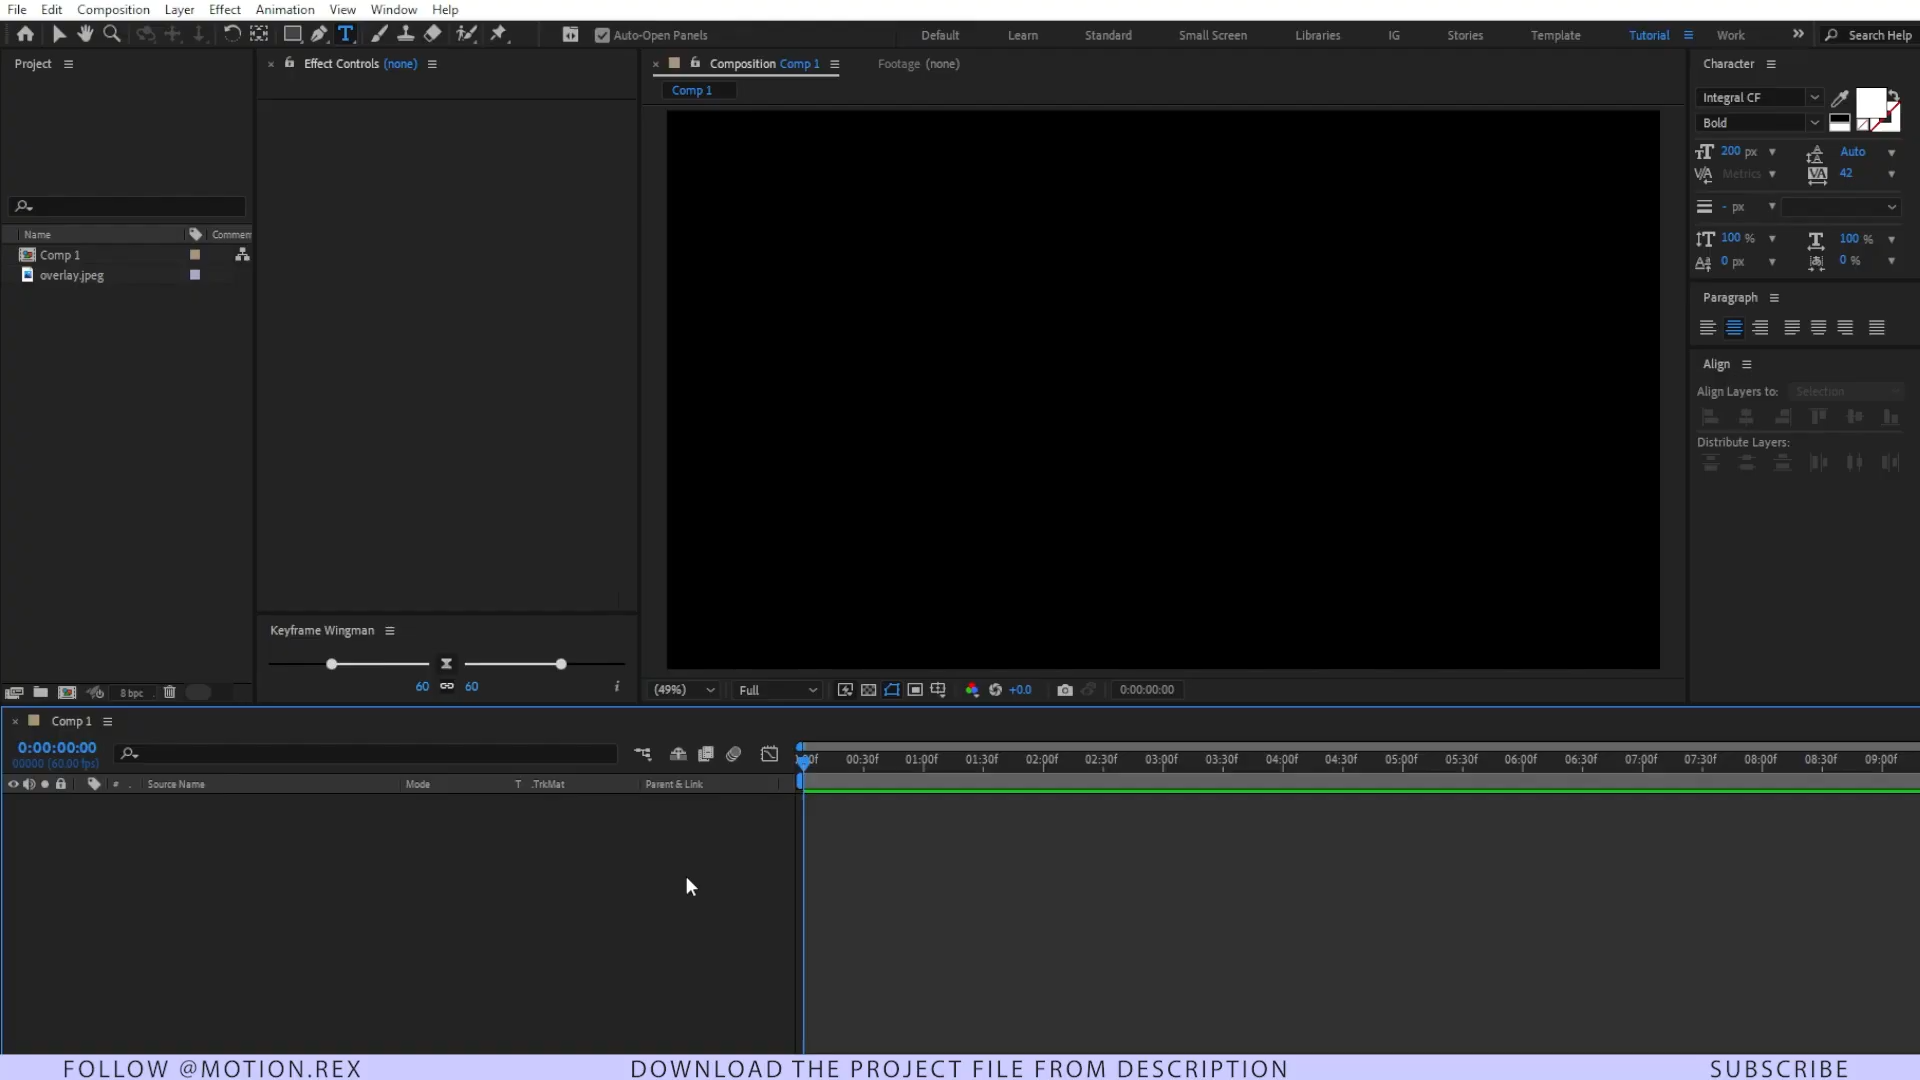 File Edit Composition Layer Effect Animation View Window Help
Auto-Open Panels Default Learn Standard Small Screen Libraries IG Stories Template Tutorial Work Search Help
Project Effect Controls (none) Composition Comp 1 Footage (none) Character
Comp 1
Integral CF
Bold
200 px Auto
Metrics 42
- px
100 % 100 %
0 px 0 %
Name Comment
Comp 1
overlay.jpeg
Paragraph
Align
Align Layers to: Selection
Distribute Layers:
Keyframe Wingman
60 60
8 bpc (49%) Full +0.0 0:00:00:00
Comp 1
0:00:00:00
00000 (60.00 fps)
:00f 00:30f 01:00f 01:30f 02:00f 02:30f 03:00f 03:30f 04:00f 04:30f 05:00f 05:30f 06:00f 06:30f 07:00f 07:30f 08:00f 08:30f 09:00f
# Source Name Mode T .TrkMat Parent & Link
FOLLOW @MOTION.REX DOWNLOAD THE PROJECT FILE FROM DESCRIPTION SUBSCRIBE